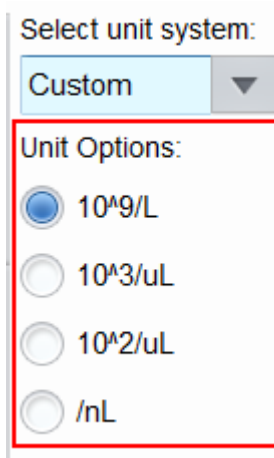 Select unit system:
Custom
Unit Options:
10^9/L
10^3/uL
10^2/uL
/nL